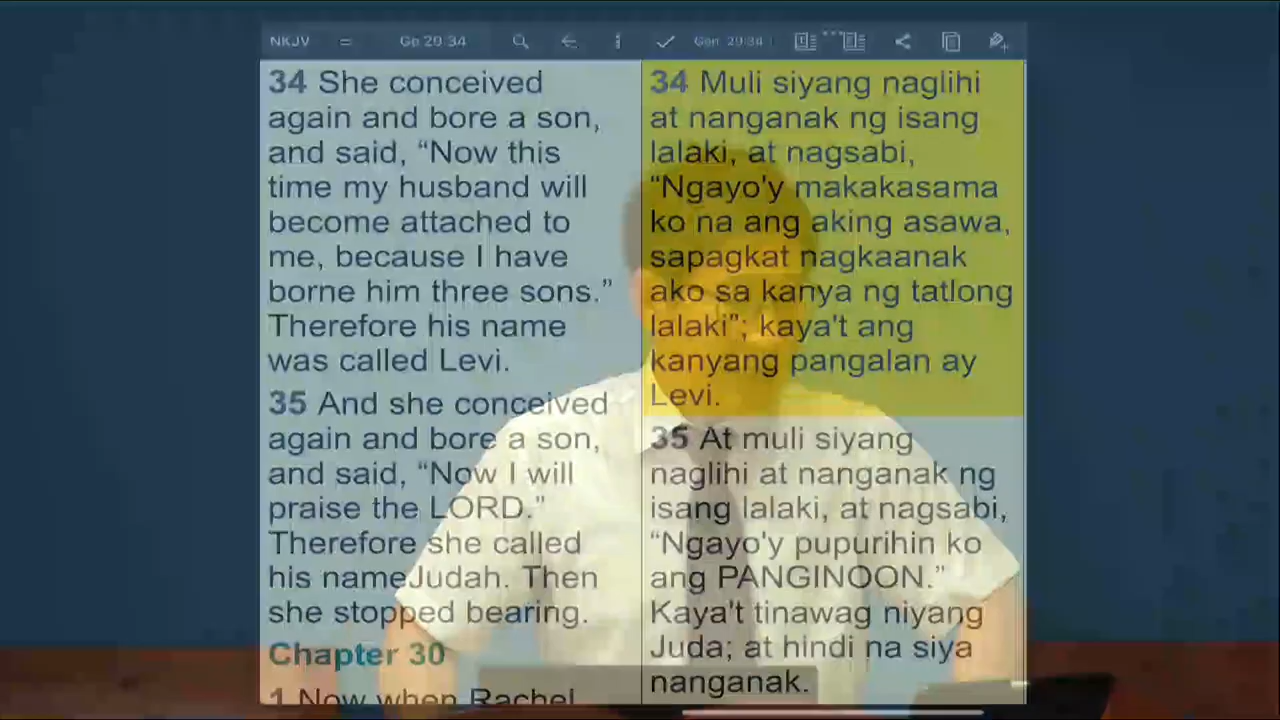 NKJV
Ge 29:34
Gen 29:34
34 She conceived
again and bore a son,
and said, “Now this
time my husband will
become attached to
me, because I have
borne him three sons.”
Therefore his name
was called Levi.
35 And she conceived
again and bore a son,
and said, “Now I will
praise the LORD.”
Therefore she called
his nameJudah. Then
she stopped bearing.
Chapter 30
1 Now when Rachel
34 Muli siyang naglihi
at nanganak ng isang
lalaki, at nagsabi,
“Ngayo'y makakasama
ko na ang aking asawa,
sapagkat nagkaanak
ako sa kanya ng tatlong
lalaki”; kaya't ang
kanyang pangalan ay
Levi.
35 At muli siyang
naglihi at nanganak ng
isang lalaki, at nagsabi,
“Ngayo'y pupurihin ko
ang PANGINOON.”
Kaya't tinawag niyang
Juda; at hindi na siya
nanganak.